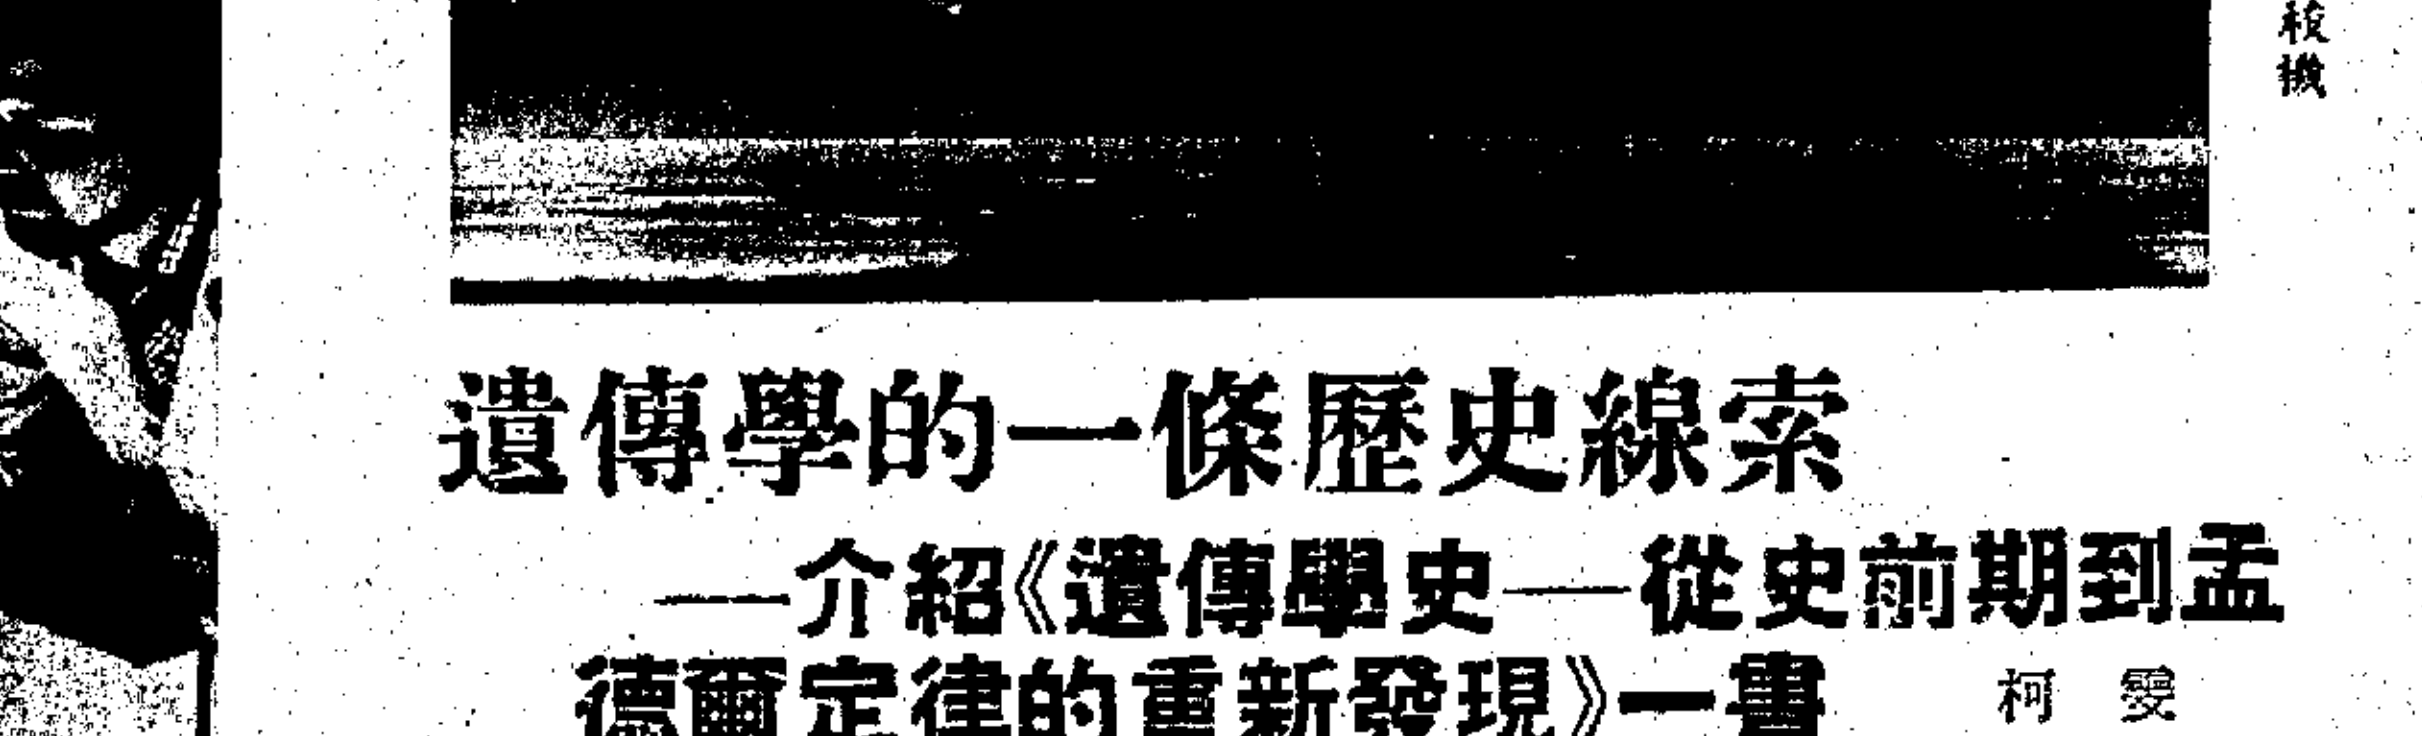 遺傳學的一條歷史線索
——介紹《遺傳學史——從史前期到孟
德爾定律的重新發現》一書 柯雯